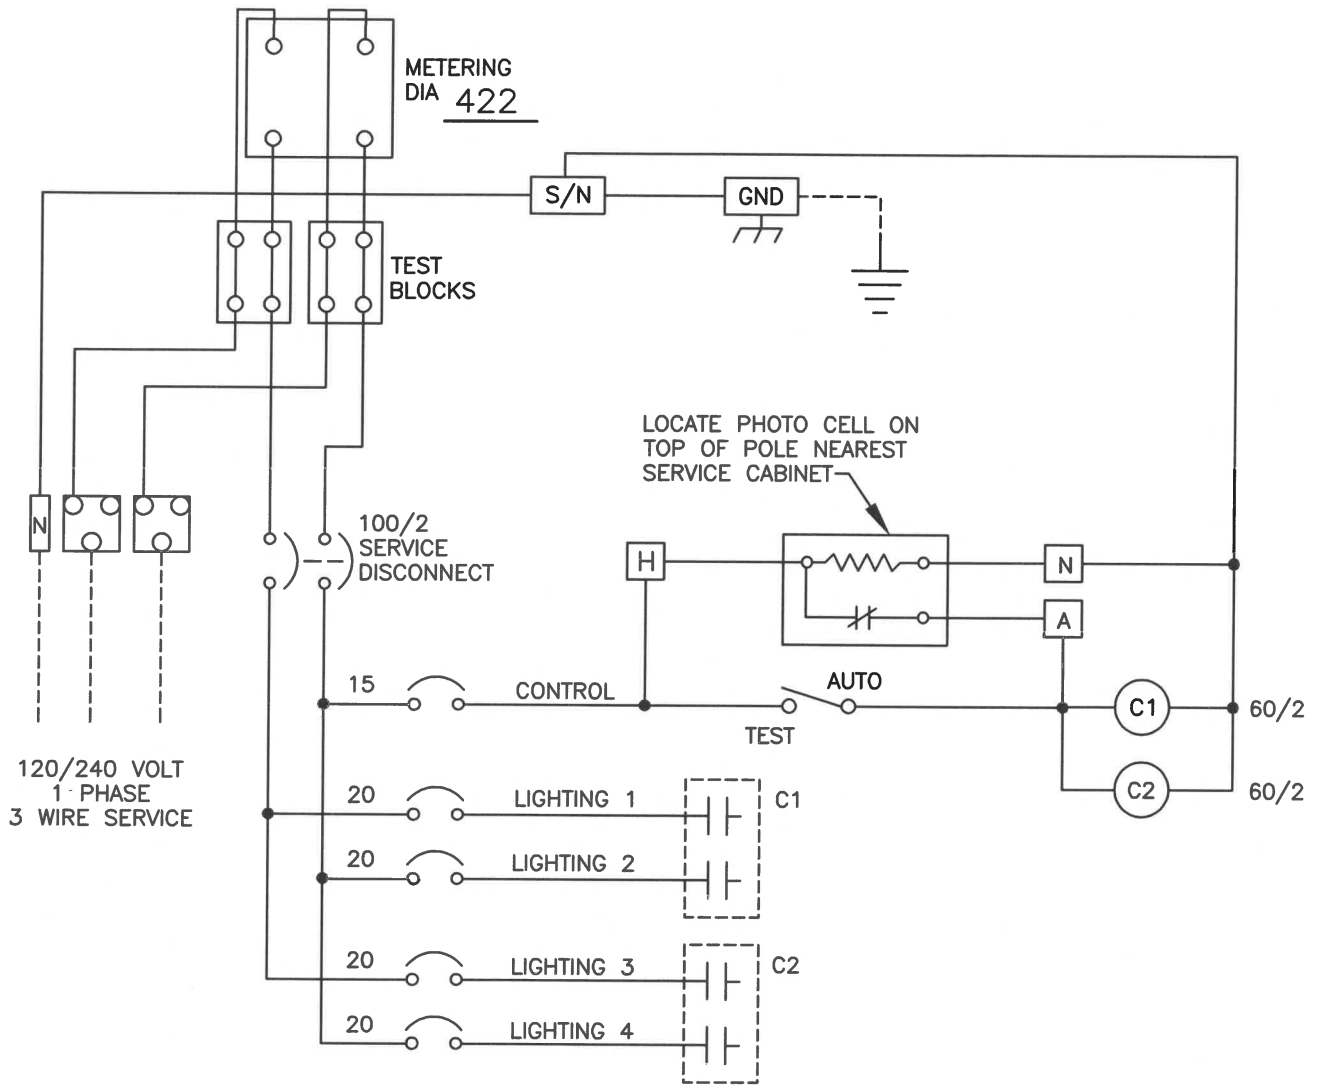 METERING
DIA 422
S/N
GND
TEST
BLOCKS
LOCATE PHOTO CELL ON
TOP OF POLE NEAREST
SERVICE CABINET
N
100/2
SERVICE
DISCONNECT
H
N
A
15
CONTROL
AUTO
TEST
C1
60/2
120/240 VOLT
1 PHASE
3 WIRE SERVICE
C2
60/2
20
LIGHTING 1
C1
20
LIGHTING 2
20
LIGHTING 3
C2
20
LIGHTING 4